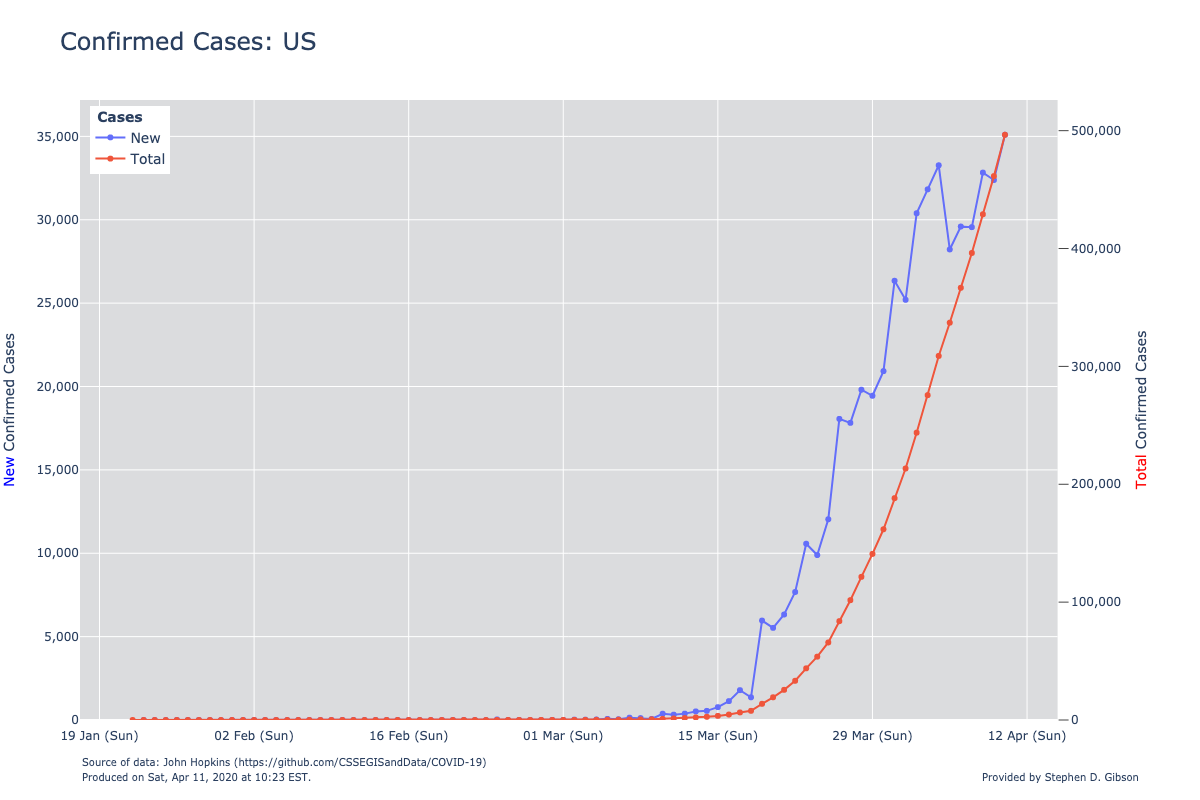 Confirmed Cases: US
Cases
New
Total
35,000
30,000
25,000
20,000
15,000
10,000
5,000
0
New Confirmed Cases
500,000
400,000
300,000
200,000
100,000
0
Total Confirmed Cases
19 Jan (Sun) 02 Feb (Sun) 16 Feb (Sun) 01 Mar (Sun) 15 Mar (Sun) 29 Mar (Sun) 12 Apr (Sun)
Source of data: John Hopkins (https://github.com/CSSEGISandData/COVID-19)
Produced on Sat, Apr 11, 2020 at 10:23 EST.
Provided by Stephen D. Gibson